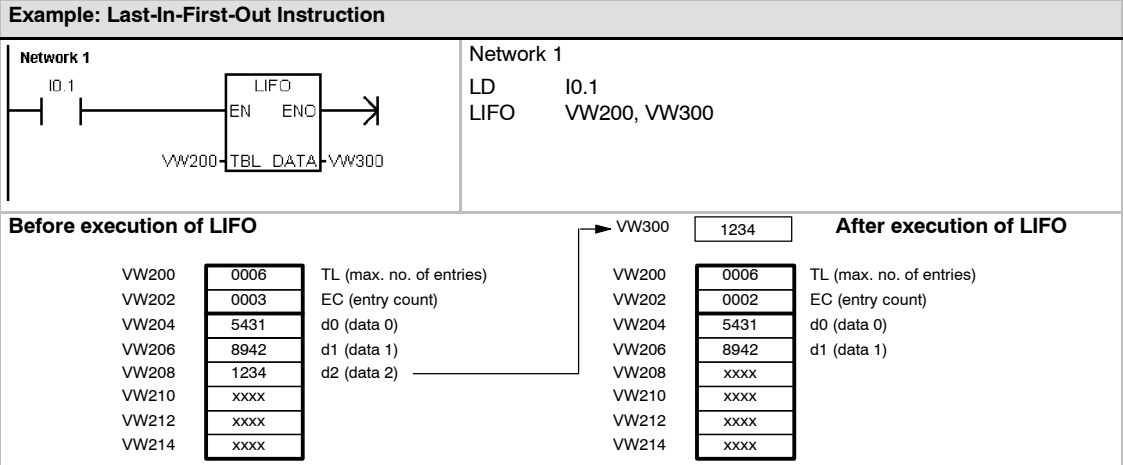 Example: Last-In-First-Out Instruction
Network 1
I0.1
LIFO
EN ENO
VW200 TBL DATA VW300
Network 1
LD I0.1
LIFO VW200, VW300
Before execution of LIFO
VW200 0006 TL (max. no. of entries)
VW202 0003 EC (entry count)
VW204 5431 d0 (data 0)
VW206 8942 d1 (data 1)
VW208 1234 d2 (data 2)
VW210 xxxx
VW212 xxxx
VW214 xxxx
VW300 1234 After execution of LIFO
VW200 0006 TL (max. no. of entries)
VW202 0002 EC (entry count)
VW204 5431 d0 (data 0)
VW206 8942 d1 (data 1)
VW208 xxxx
VW210 xxxx
VW212 xxxx
VW214 xxxx